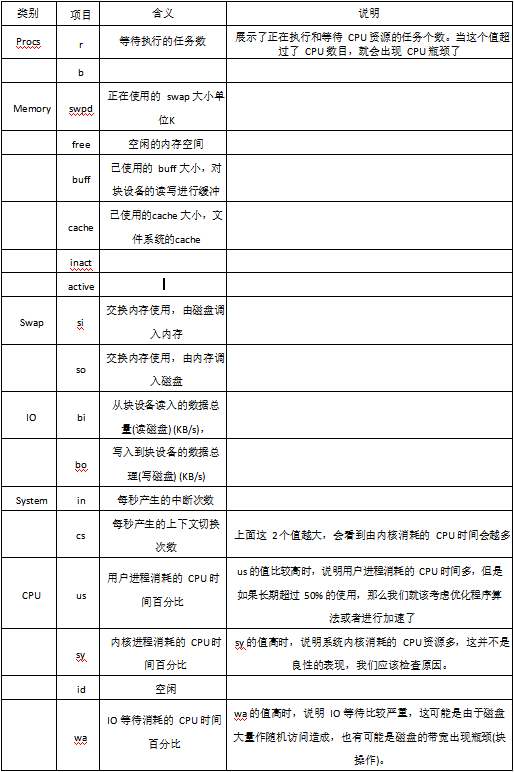 类别 项目 含义 说明
Procs r 等待执行的任务数 展示了正在执行和等待 CPU 资源的任务个数。当这个值超
过了 CPU 数目，就会出现 CPU 瓶颈了
b
Memory swpd 正在使用的 swap 大小单
位K
free 空闲的内存空间
buff 已使用的 buff 大小，对
块设备的读写进行缓冲
cache 已使用的cache 大小，文
件系统的cache
inact
active
Swap si 交换内存使用，由磁盘调
入内存
so 交换内存使用，由内存调
入磁盘
IO bi 从块设备读入的数据总
量(读磁盘) (KB/s)，
bo 写入到块设备的数据总
理(写磁盘) (KB/s)
System in 每秒产生的中断次数
cs 每秒产生的上下文切换
次数
上面这 2个值越大，会看到由内核消耗的 CPU 时间会越多
CPU us 用户进程消耗的 CPU 时
间百分比
us的值比较高时，说明用户进程消耗的 CPU 时间多，但是
如果长期超过 50%的使用，那么我们就该考虑优化程序算
法或者进行加速了
sy 内核进程消耗的 CPU 时
间百分比
sy的值高时，说明系统内核消耗的 CPU资源多，这并不是
良性的表现，我们应该检查原因。
id 空闲
wa IO 等待消耗的 CPU 时间
百分比
wa的值高时，说明 IO 等待比较严重，这可能是由于磁盘
大量作随机访问造成，也有可能是磁盘的带宽出现瓶颈(块
操作)。